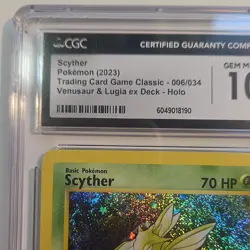 CGC
CERTIFIED GUARANTY COMP
Scyther
Pokémon (2023)
Trading Card Game Classic - 006/034
Venusaur & Lugia ex Deck - Holo
6049018190
GEM M
10
Basic Pokémon
Scyther
70 HP